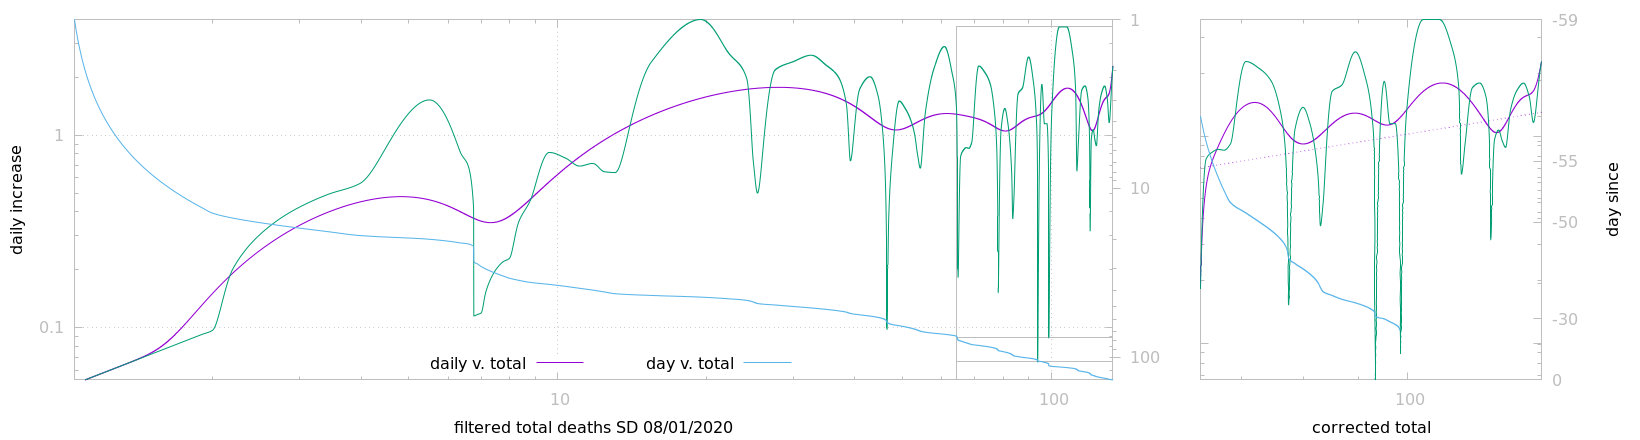 daily increase
1
0.1
10
100
1
10
100
daily v. total
day v. total
filtered total deaths SD 08/01/2020
-59
-55
-50
-30
0
day since
100
corrected total